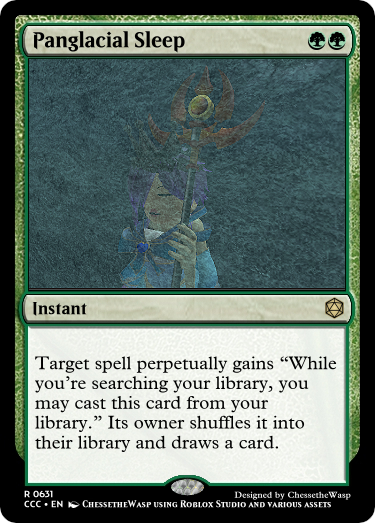 Panglacial Sleep
Instant
Target spell perpetually gains “While
you’re searching your library, you
may cast this card from your
library.” Its owner shuffles it into
their library and draws a card.
R 0631
CCC • EN ChessetheWasp using Roblox Studio and various assets
Designed by ChessetheWasp